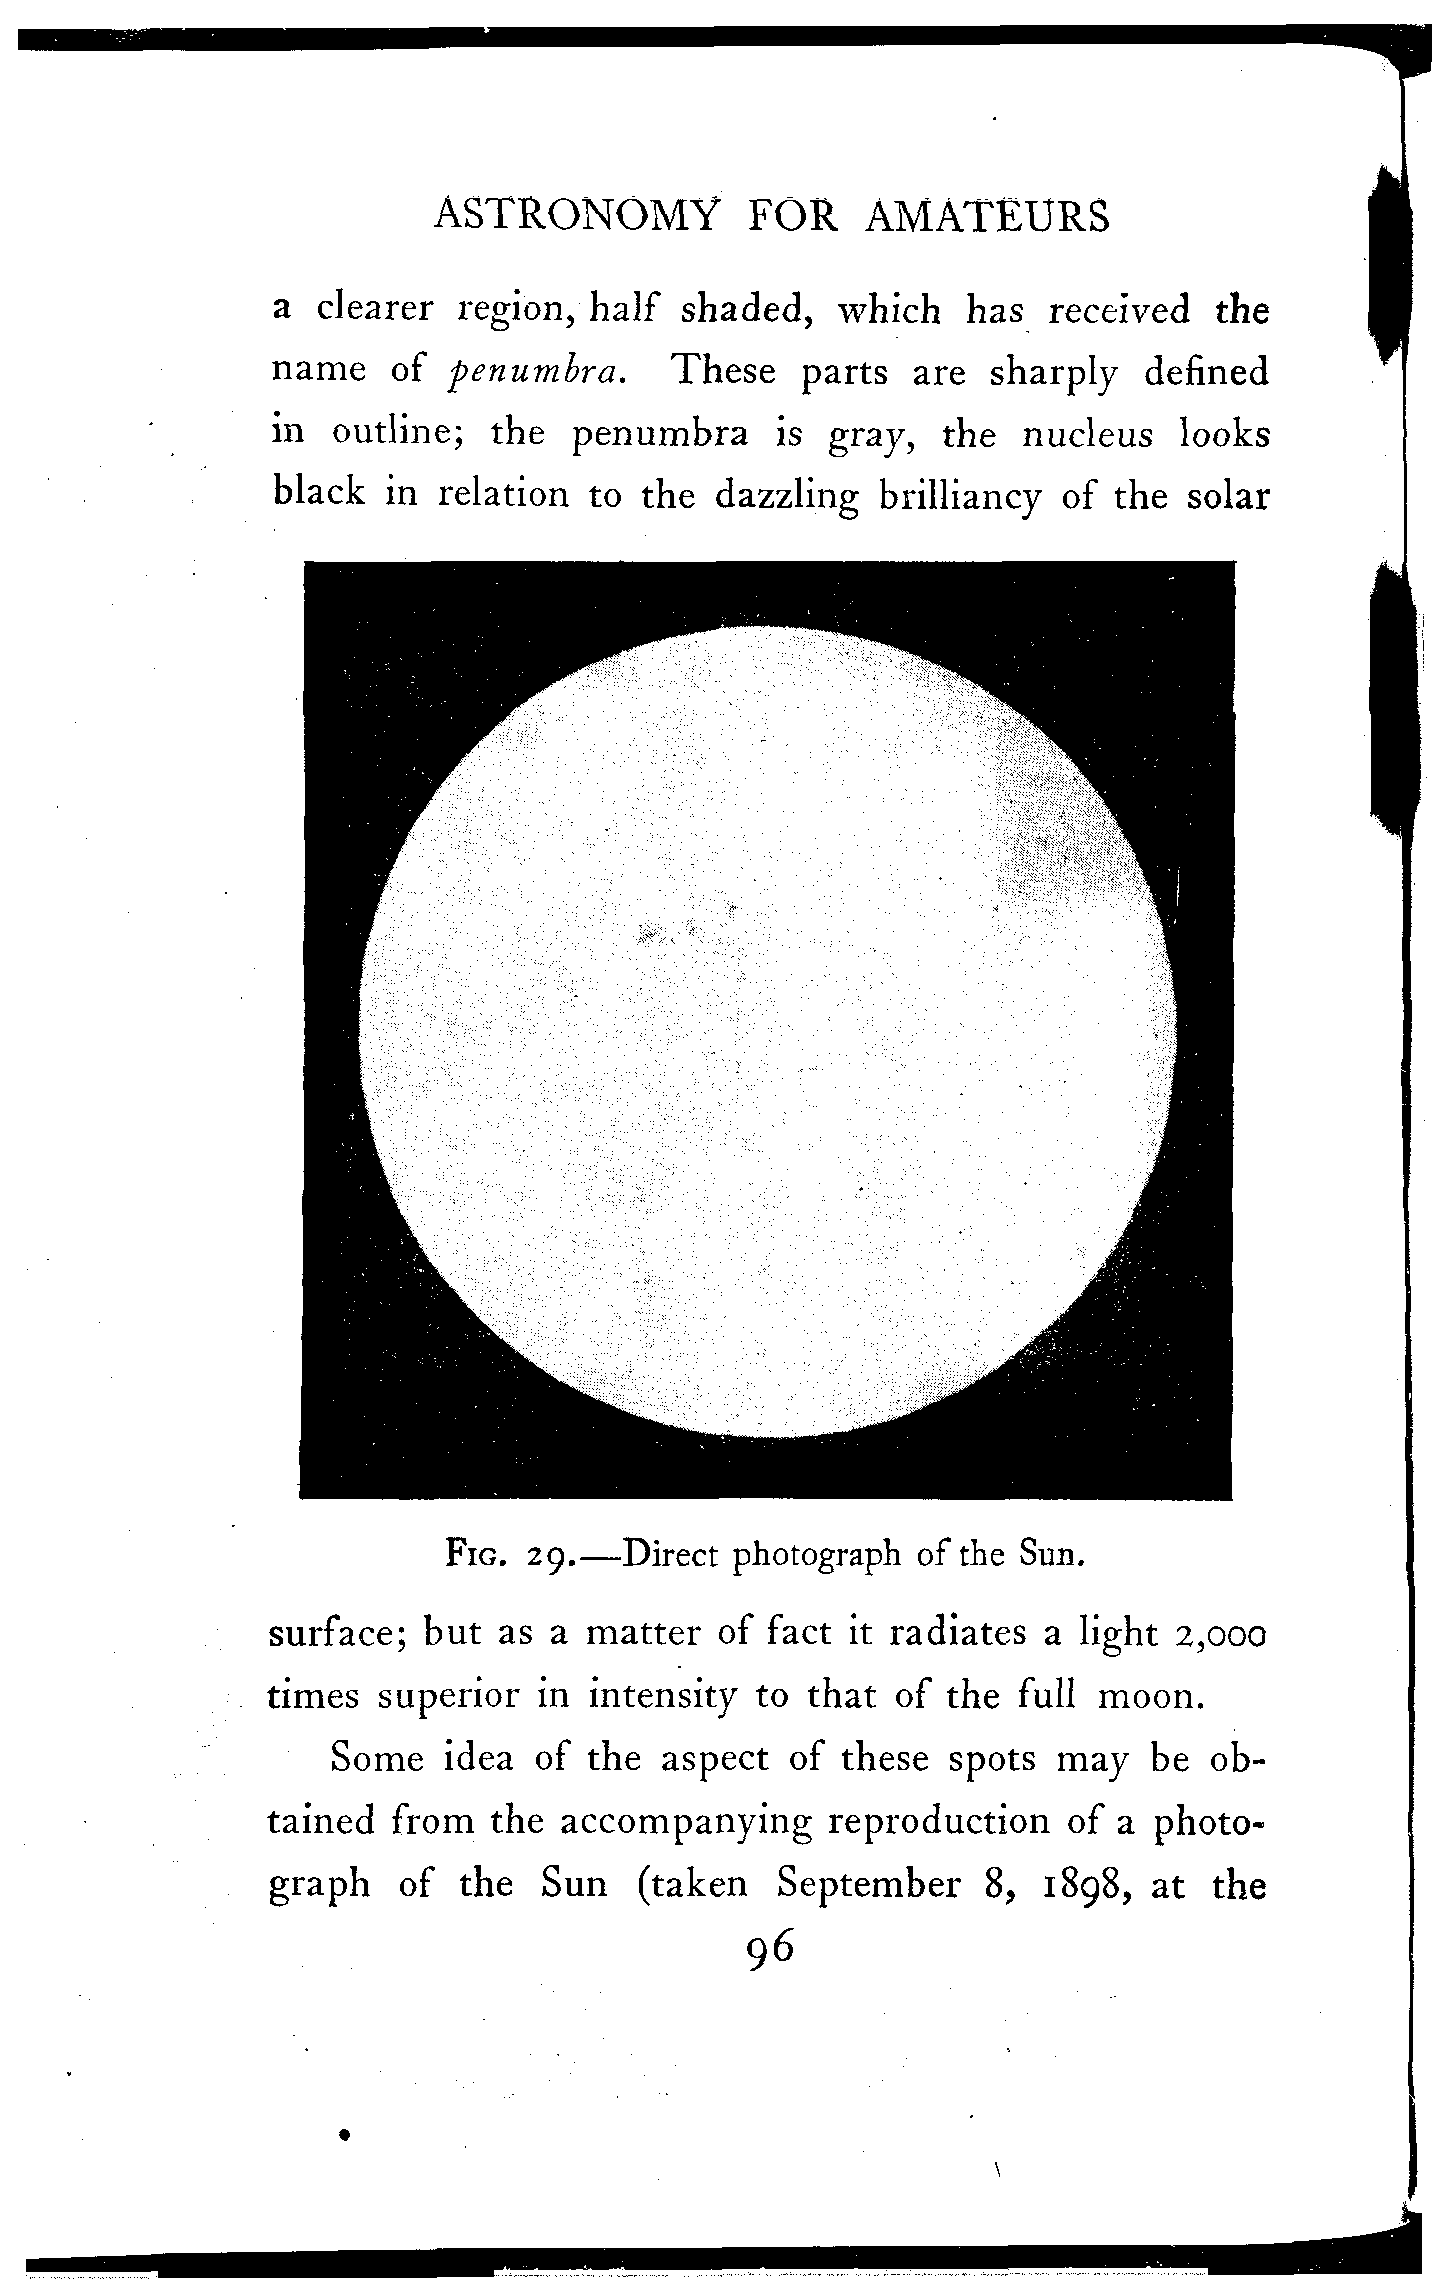 ASTRONOMY FOR AMATEURS
a clearer region, half shaded, which has received the
name of penumbra. These parts are sharply defined
in outline; the penumbra is gray, the nucleus looks
black in relation to the dazzling brilliancy of the solar
FIG. 29.—Direct photograph of the Sun.
surface; but as a matter of fact it radiates a light 2,000
times superior in intensity to that of the full moon.
Some idea of the aspect of these spots may be ob-
tained from the accompanying reproduction of a photo-
graph of the Sun (taken September 8, 1898, at the
96